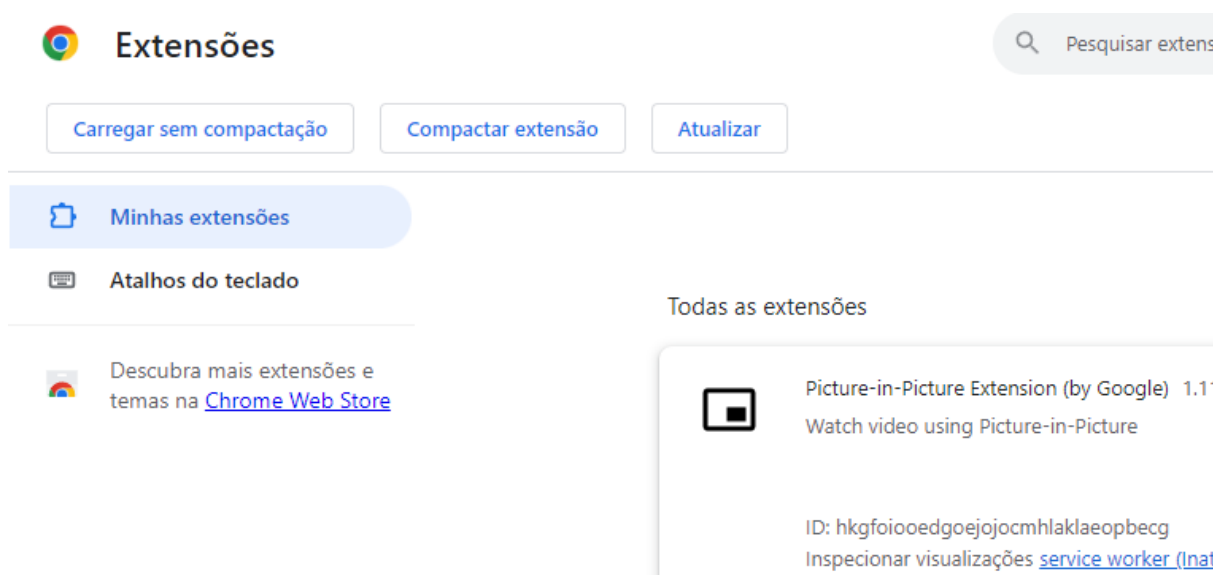 Extensões
Pesquisar
Carregar sem compactação
Compactar extensão
Atualizar
Minhas extensões
Atalhos do teclado
Descubra mais extensões e
temas na Chrome Web Store
Todas as extensões
Picture-in-Picture Extension (by Google) 1.11
Watch video using Picture-in-Picture
ID: hkgfoiooedgoejojocmhlaklaeopbecg
Inspecionar visualizações service worker